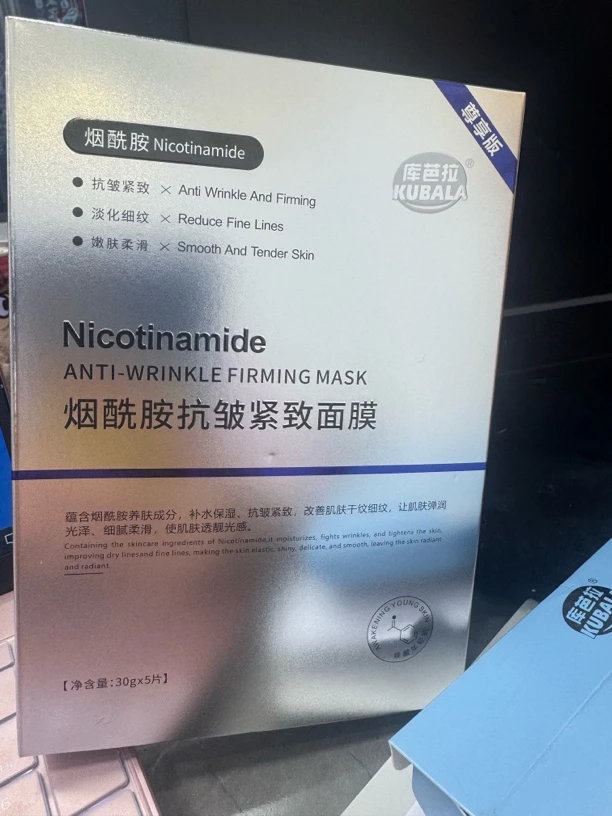 尊享版
烟酰胺 Nicotinamide
库芭拉®
KUBALA
● 抗皱紧致 × Anti Wrinkle And Firming
● 淡化细纹 × Reduce Fine Lines
● 嫩肤柔滑 × Smooth And Tender Skin
Nicotinamide
ANTI-WRINKLE FIRMING MASK
烟酰胺抗皱紧致面膜
蕴含烟酰胺养肤成分，补水保湿、抗皱紧致，改善肌肤干纹细纹，让肌肤弹润
光泽、细腻柔滑，使肌肤透靓光感。
Containing the skincare ingredients of Nicotinamide,it moisturizes, fights wrinkles, and tightens the skin,
improving dry linesand fine lines, making the skin elastic, shiny, delicate, and smooth, leaving the skin radiant
and radiant.
AWAKENING YOUNG SKIN
【净含量:30gx5片】
库芭拉®
KUBALA